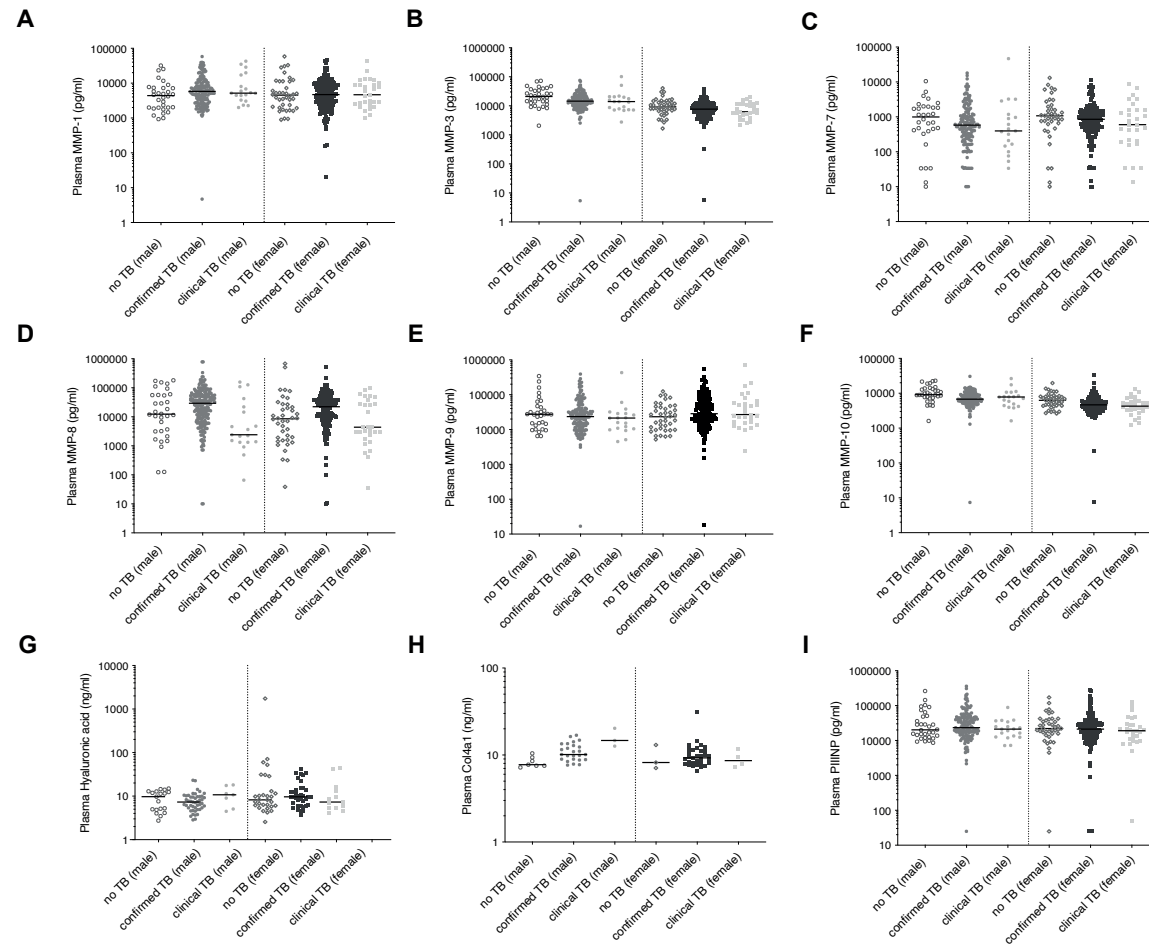 A
Plasma MMP-1 (pg/ml)
100000
10000
1000
100
10
1
no TB (male)
confirmed TB (male)
clinical TB (male)
no TB (female)
confirmed TB (female)
clinical TB (female)
B
Plasma MMP-3 (pg/ml)
1000000
100000
10000
1000
100
10
1
no TB (male)
confirmed TB (male)
clinical TB (male)
no TB (female)
confirmed TB (female)
clinical TB (female)
C
Plasma MMP-7 (pg/ml)
100000
10000
1000
100
10
1
no TB (male)
confirmed TB (male)
clinical TB (male)
no TB (female)
confirmed TB (female)
clinical TB (female)
D
Plasma MMP-8 (pg/ml)
1000000
100000
10000
1000
100
10
1
no TB (male)
confirmed TB (male)
clinical TB (male)
no TB (female)
confirmed TB (female)
clinical TB (female)
E
Plasma MMP-9 (pg/ml)
1000000
100000
10000
1000
100
10
no TB (male)
confirmed TB (male)
clinical TB (male)
no TB (female)
confirmed TB (female)
clinical TB (female)
F
Plasma MMP-10 (pg/ml)
100000
10000
1000
100
10
1
no TB (male)
confirmed TB (male)
clinical TB (male)
no TB (female)
confirmed TB (female)
clinical TB (female)
G
Plasma Hyaluronic acid (ng/ml)
10000
1000
100
10
1
no TB (male)
confirmed TB (male)
clinical TB (male)
no TB (female)
confirmed TB (female)
clinical TB (female)
H
Plasma Col4a1 (ng/ml)
100
10
1
no TB (male)
confirmed TB (male)
clinical TB (male)
no TB (female)
confirmed TB (female)
clinical TB (female)
I
Plasma PIIINP (pg/ml)
1000000
100000
10000
1000
100
10
no TB (male)
confirmed TB (male)
clinical TB (male)
no TB (female)
confirmed TB (female)
clinical TB (female)